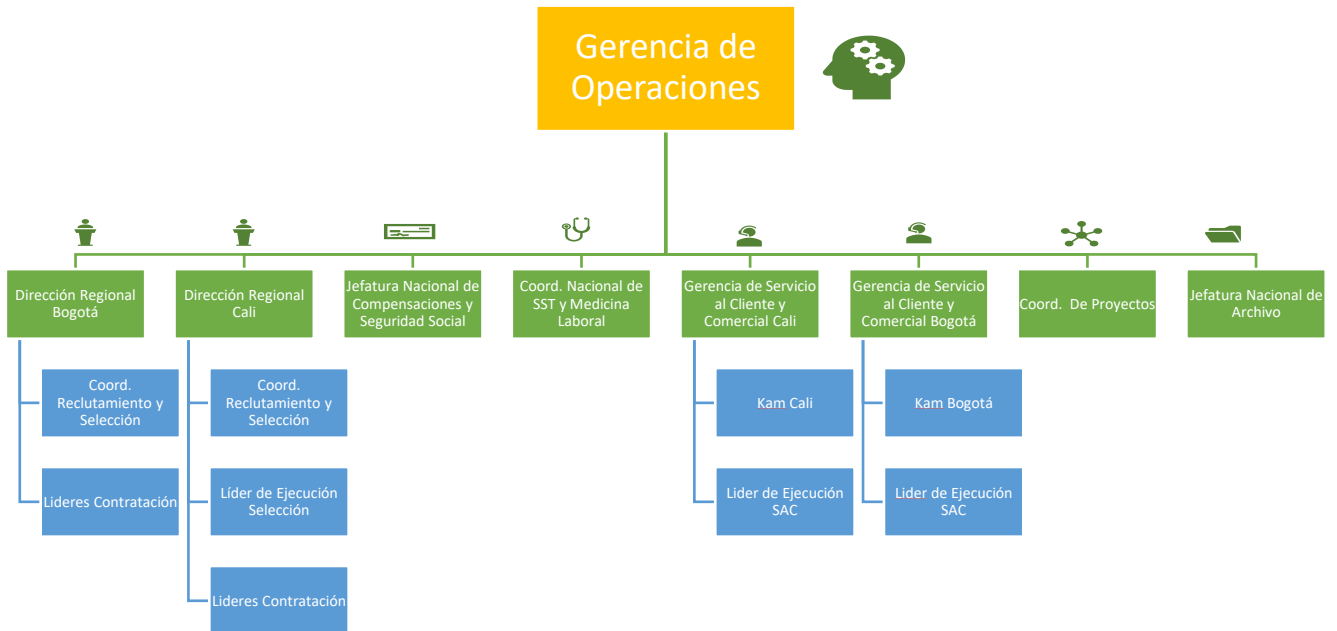 Gerencia de
Operaciones
Dirección Regional
Bogotá
Dirección Regional
Cali
Jefatura Nacional de
Compensaciones y
Seguridad Social
Coord. Nacional de
SST y Medicina
Laboral
Gerencia de Servicio
al Cliente y
Comercial Cali
Gerencia de Servicio
al Cliente y
Comercial Bogotá
Coord. De Proyectos
Jefatura Nacional de
Archivo
Coord.
Reclutamiento y
Selección
Coord.
Reclutamiento y
Selección
Kam Cali
Kam Bogotá
Lideres Contratación
Líder de Ejecución
Selección
Lider de Ejecución
SAC
Lider de Ejecución
SAC
Lideres Contratación